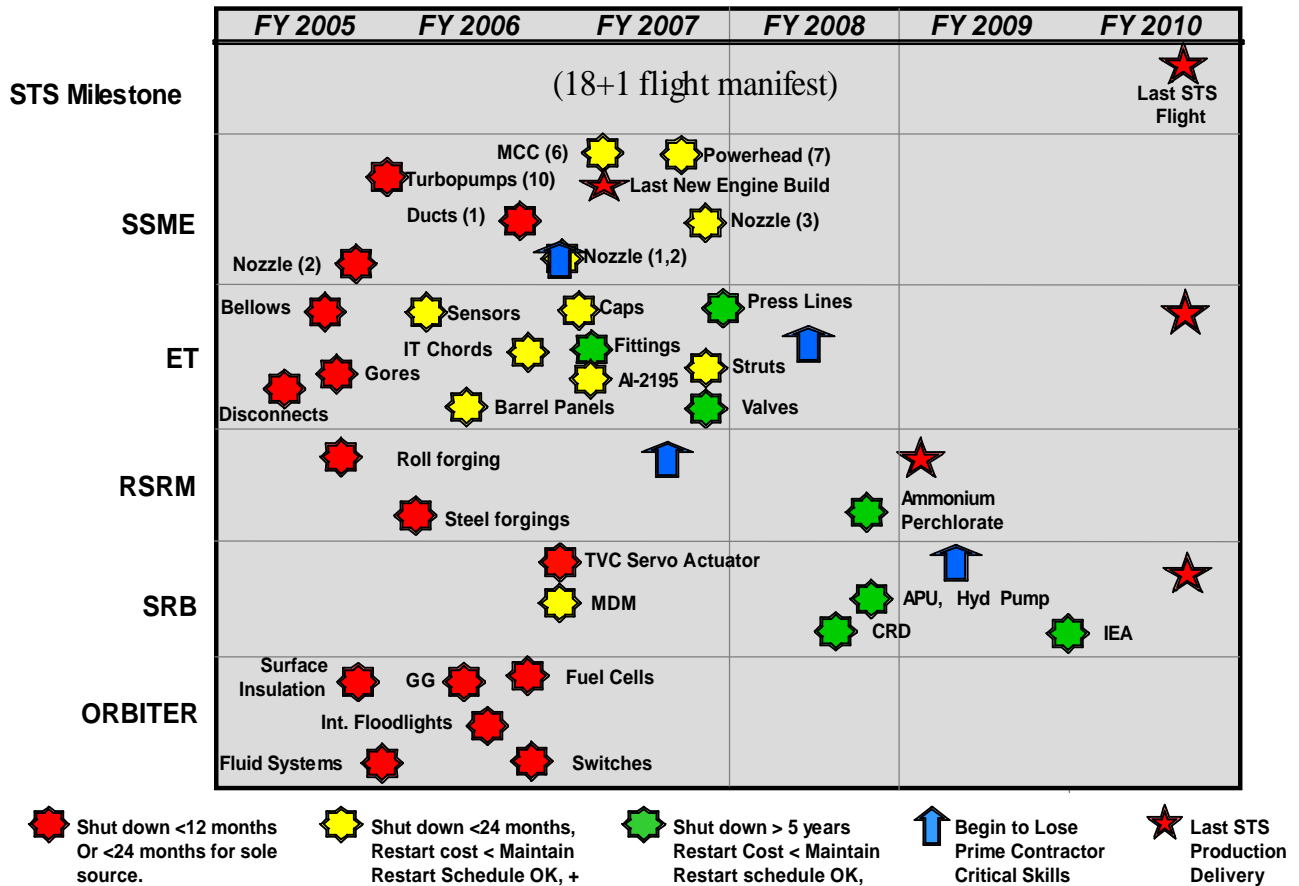 FY 2005 FY 2006 FY 2007 FY 2008 FY 2009 FY 2010
STS Milestone
(18+1 flight manifest)
Last STS
Flight
SSME
MCC (6)
Powerhead (7)
Turbopumps (10)
Last New Engine Build
Ducts (1)
Nozzle (3)
Nozzle (2)
Nozzle (1,2)
ET
Bellows
Sensors
Caps
Press Lines
IT Chords
Fittings
Gores
Al-2195
Struts
Disconnects
Barrel Panels
Valves
RSRM
Roll forging
Steel forgings
Ammonium
Perchlorate
SRB
TVC Servo Actuator
MDM
APU, Hyd Pump
CRD
IEA
ORBITER
Surface
Insulation
GG
Fuel Cells
Int. Floodlights
Fluid Systems
Switches
Shut down <12 months
Or <24 months for sole
source.
Shut down <24 months,
Restart cost < Maintain
Restart Schedule OK, +
Shut down > 5 years
Restart Cost < Maintain
Restart schedule OK,
Begin to Lose
Prime Contractor
Critical Skills
Last STS
Production
Delivery